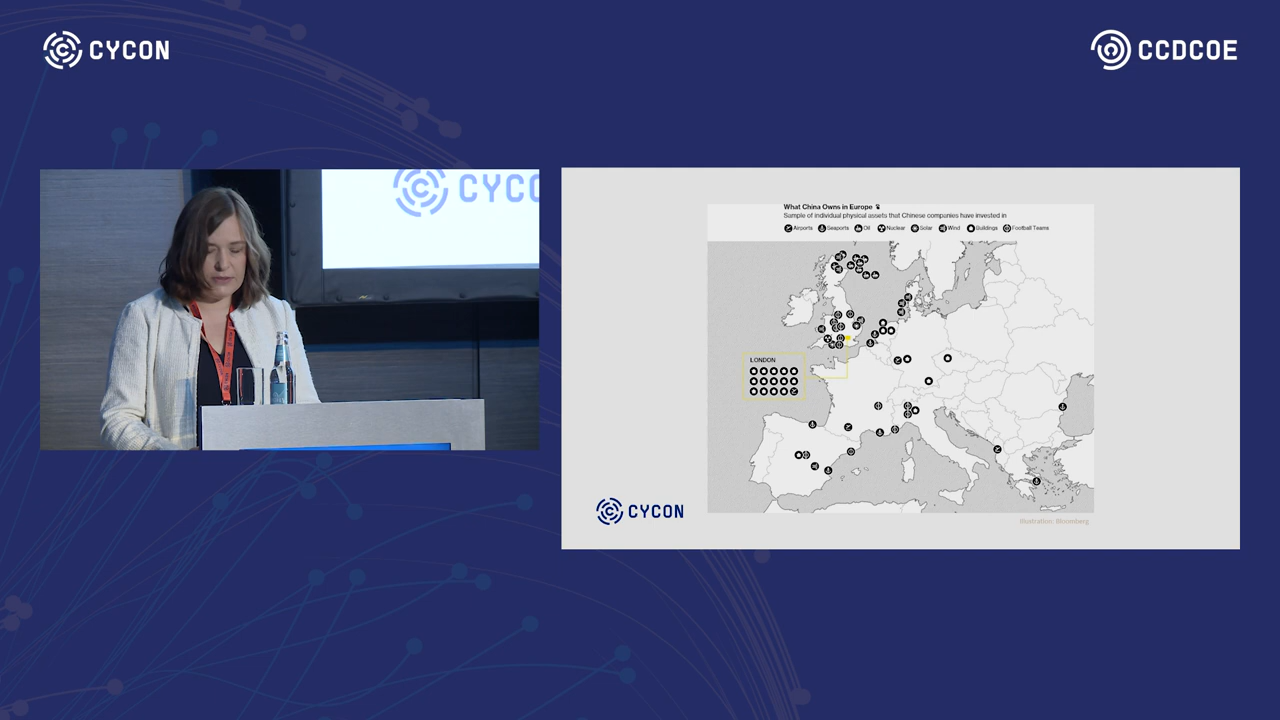 CYCON
CCDCOE
CYCO
What China Owns in Europe
Sample of individual physical assets that Chinese companies have invested in
Airports Seaports Oil Nuclear Solar Wind Buildings Football Teams
LONDON
CYCON
Illustration: Bloomberg